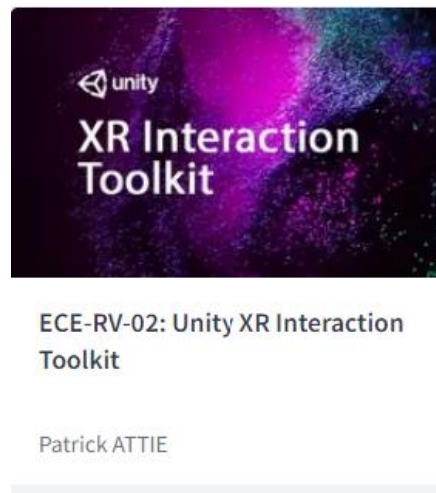 unity
XR Interaction
Toolkit
ECE-RV-02: Unity XR Interaction
Toolkit
Patrick ATTIE